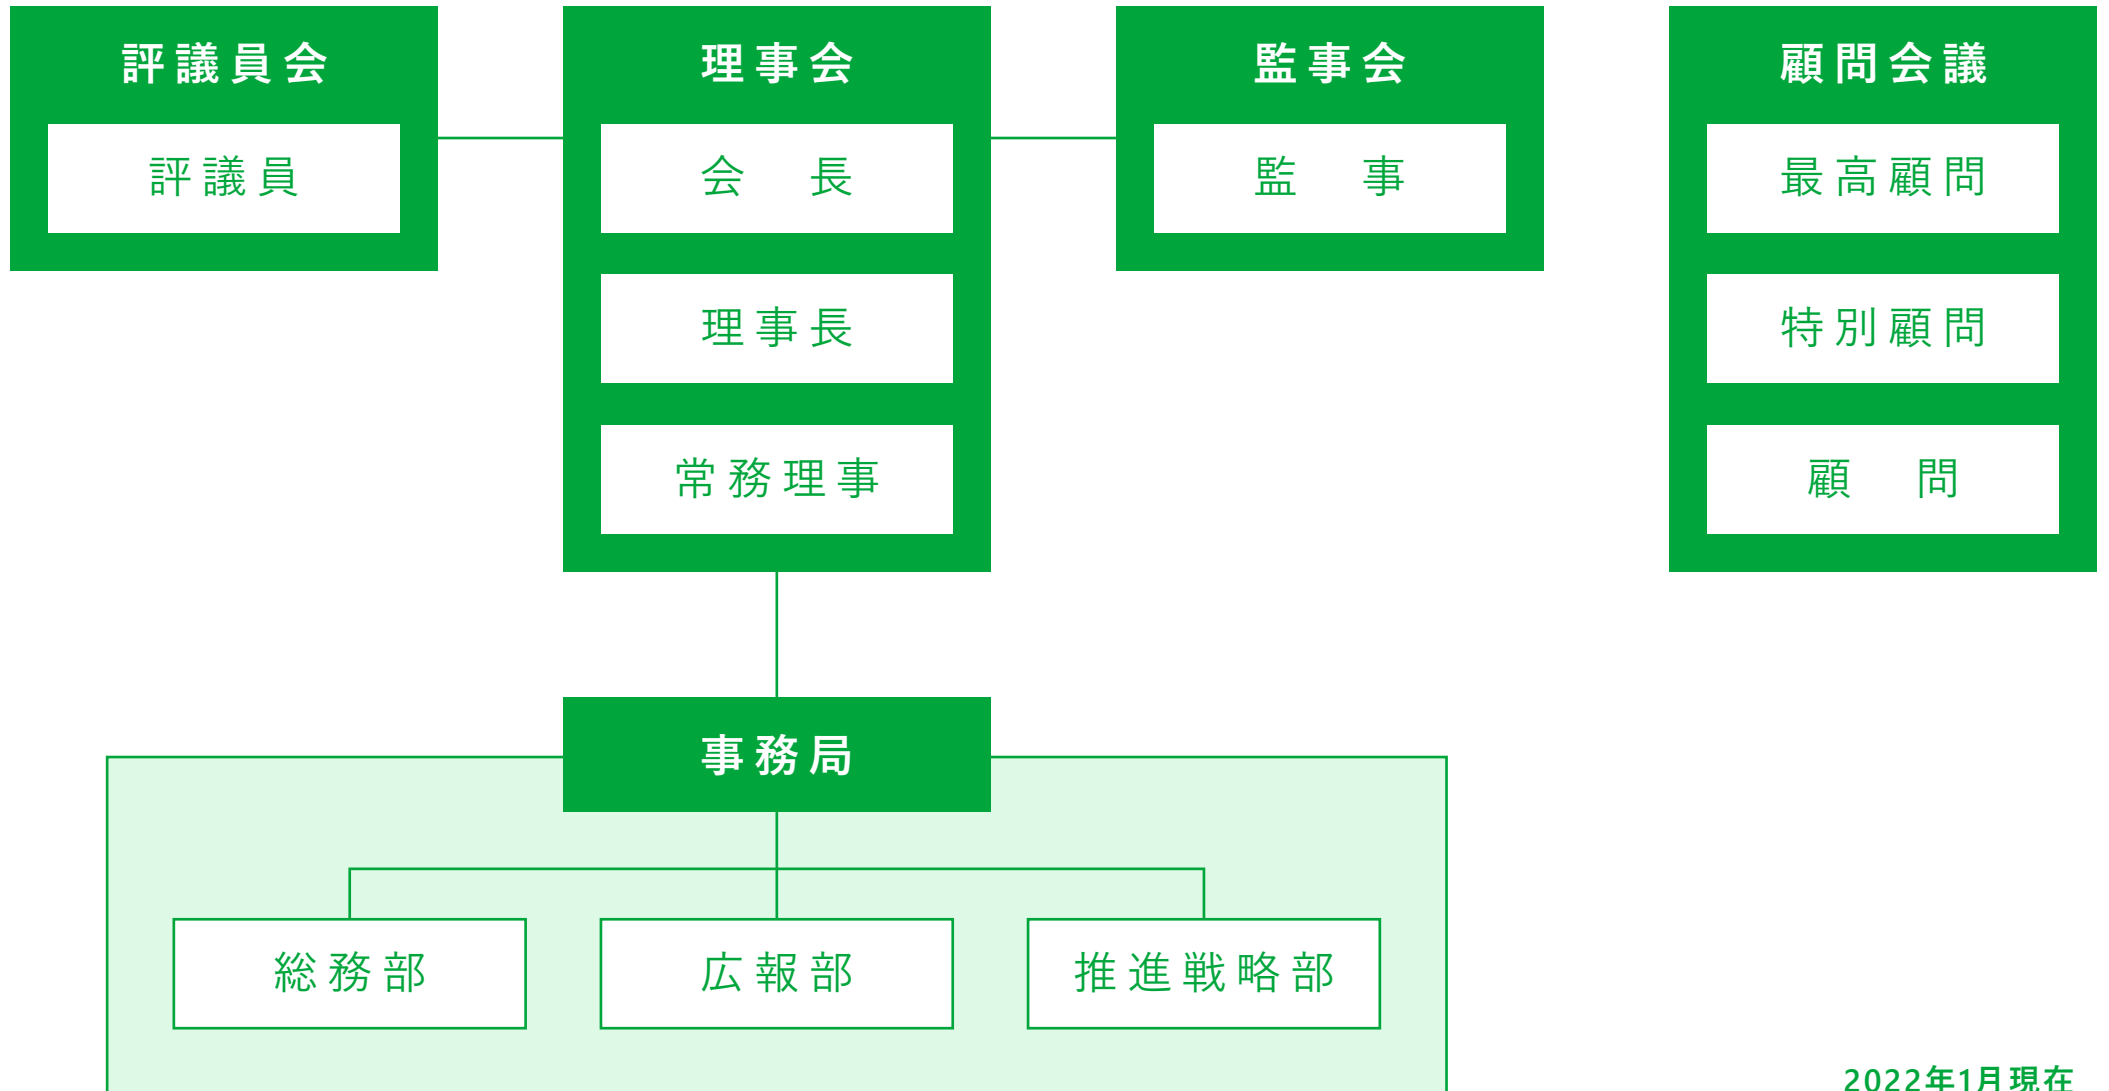 評議員会
評議員
理事会
会　長
理事長
常務理事
監事会
監　事
顧問会議
最高顧問
特別顧問
顧　問
事務局
総務部
広報部
推進戦略部
2022年1月現在